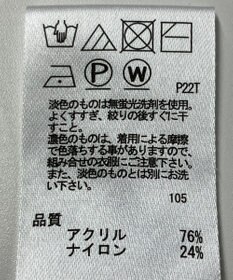 P W
P22T
淡色のものは無蛍光洗剤を使用。
よくすすぎ、絞りの後すぐに干
すこと。
濃色のものは、着用による摩擦
で色落ちする事がありますので、
組み合せの衣服にご注意下さい。
また、淡色のものとは別にお洗
い下さい。
105
品質
アクリル 76%
ナイロン 24%